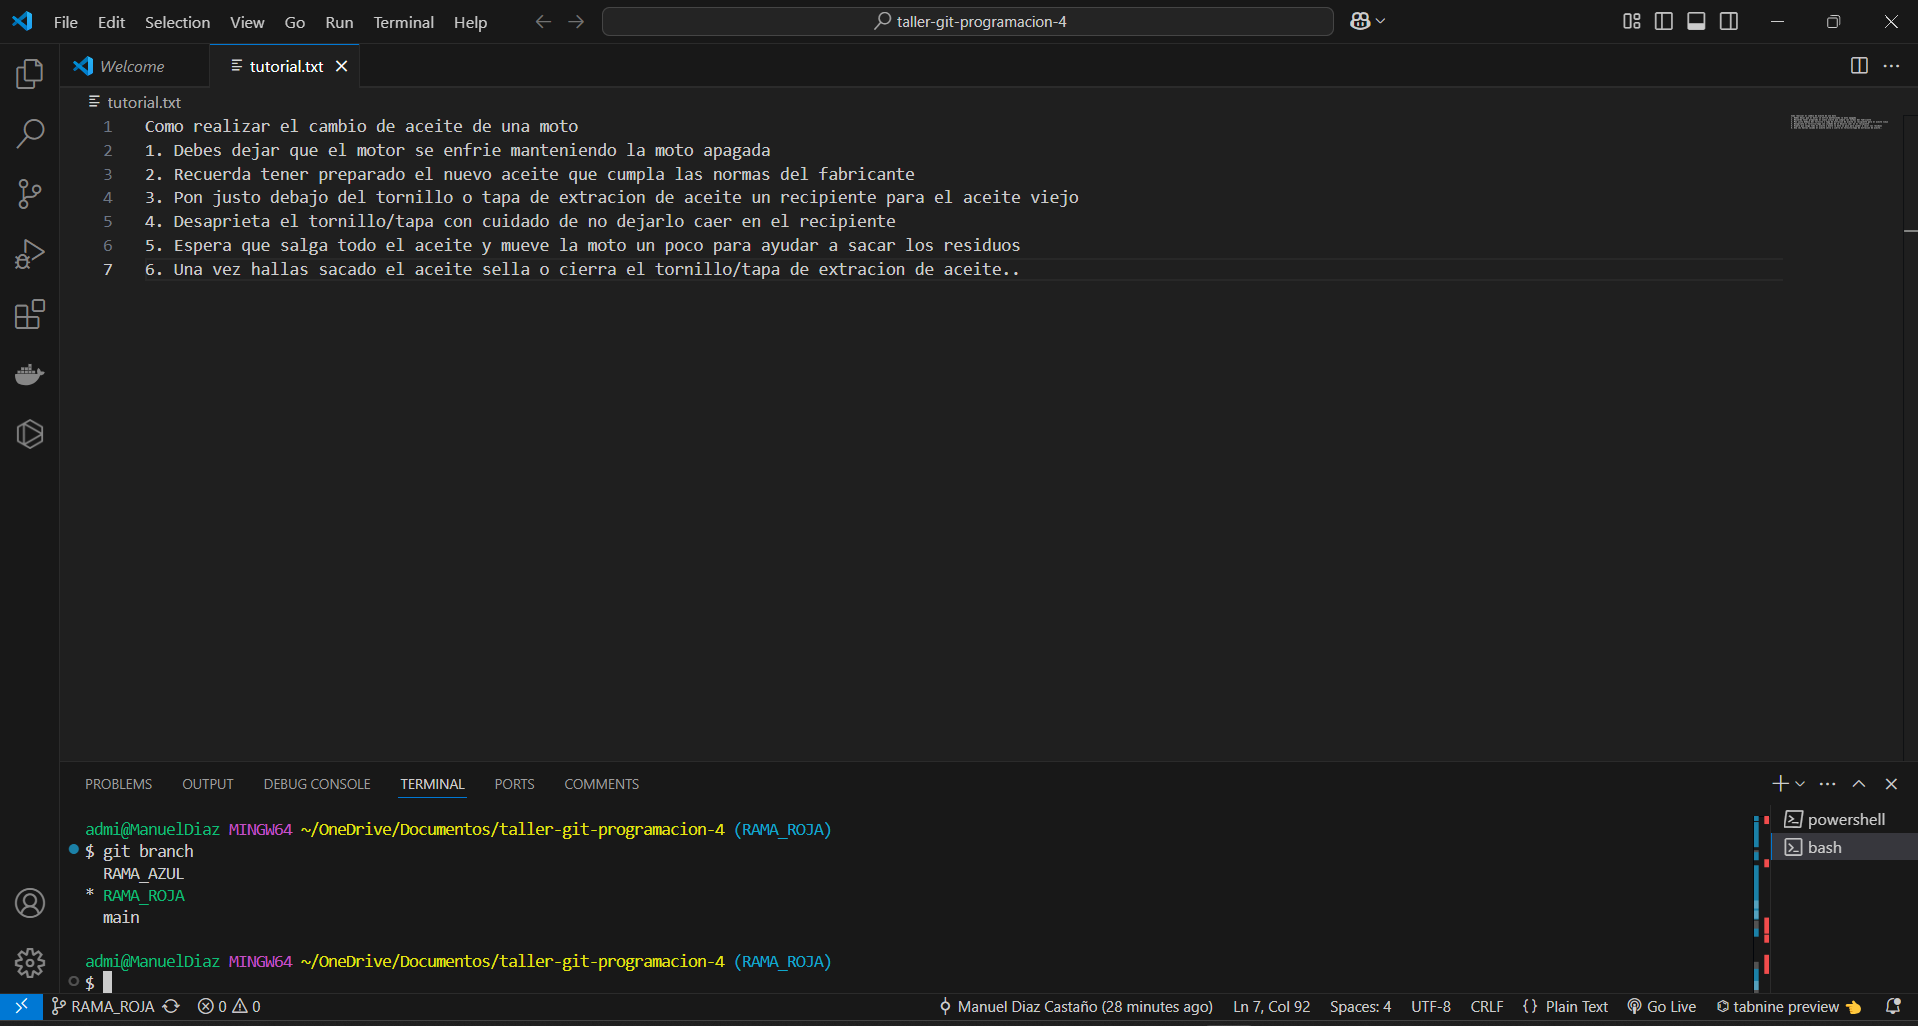 File Edit Selection View Go Run Terminal Help
taller-git-programacion-4
Welcome
tutorial.txt
tutorial.txt
1 Como realizar el cambio de aceite de una moto
2 1. Debes dejar que el motor se enfrie manteniendo la moto apagada
3 2. Recuerda tener preparado el nuevo aceite que cumpla las normas del fabricante
4 3. Pon justo debajo del tornillo o tapa de extracion de aceite un recipiente para el aceite viejo
5 4. Desaprieta el tornillo/tapa con cuidado de no dejarlo caer en el recipiente
6 5. Espera que salga todo el aceite y mueve la moto un poco para ayudar a sacar los residuos
7 6. Una vez hallas sacado el aceite sella o cierra el tornillo/tapa de extracion de aceite..
PROBLEMS OUTPUT DEBUG CONSOLE TERMINAL PORTS COMMENTS
admi@ManuelDiaz MINGW64 ~/OneDrive/Documentos/taller-git-programacion-4 (RAMA_ROJA)
$ git branch
RAMA_AZUL
* RAMA_ROJA
main
admi@ManuelDiaz MINGW64 ~/OneDrive/Documentos/taller-git-programacion-4 (RAMA_ROJA)
$
powershell
bash
RAMA_ROJA 0 0 Manuel Diaz Castaño (28 minutes ago) Ln 7, Col 92 Spaces: 4 UTF-8 CRLF {} Plain Text Go Live tabnine preview